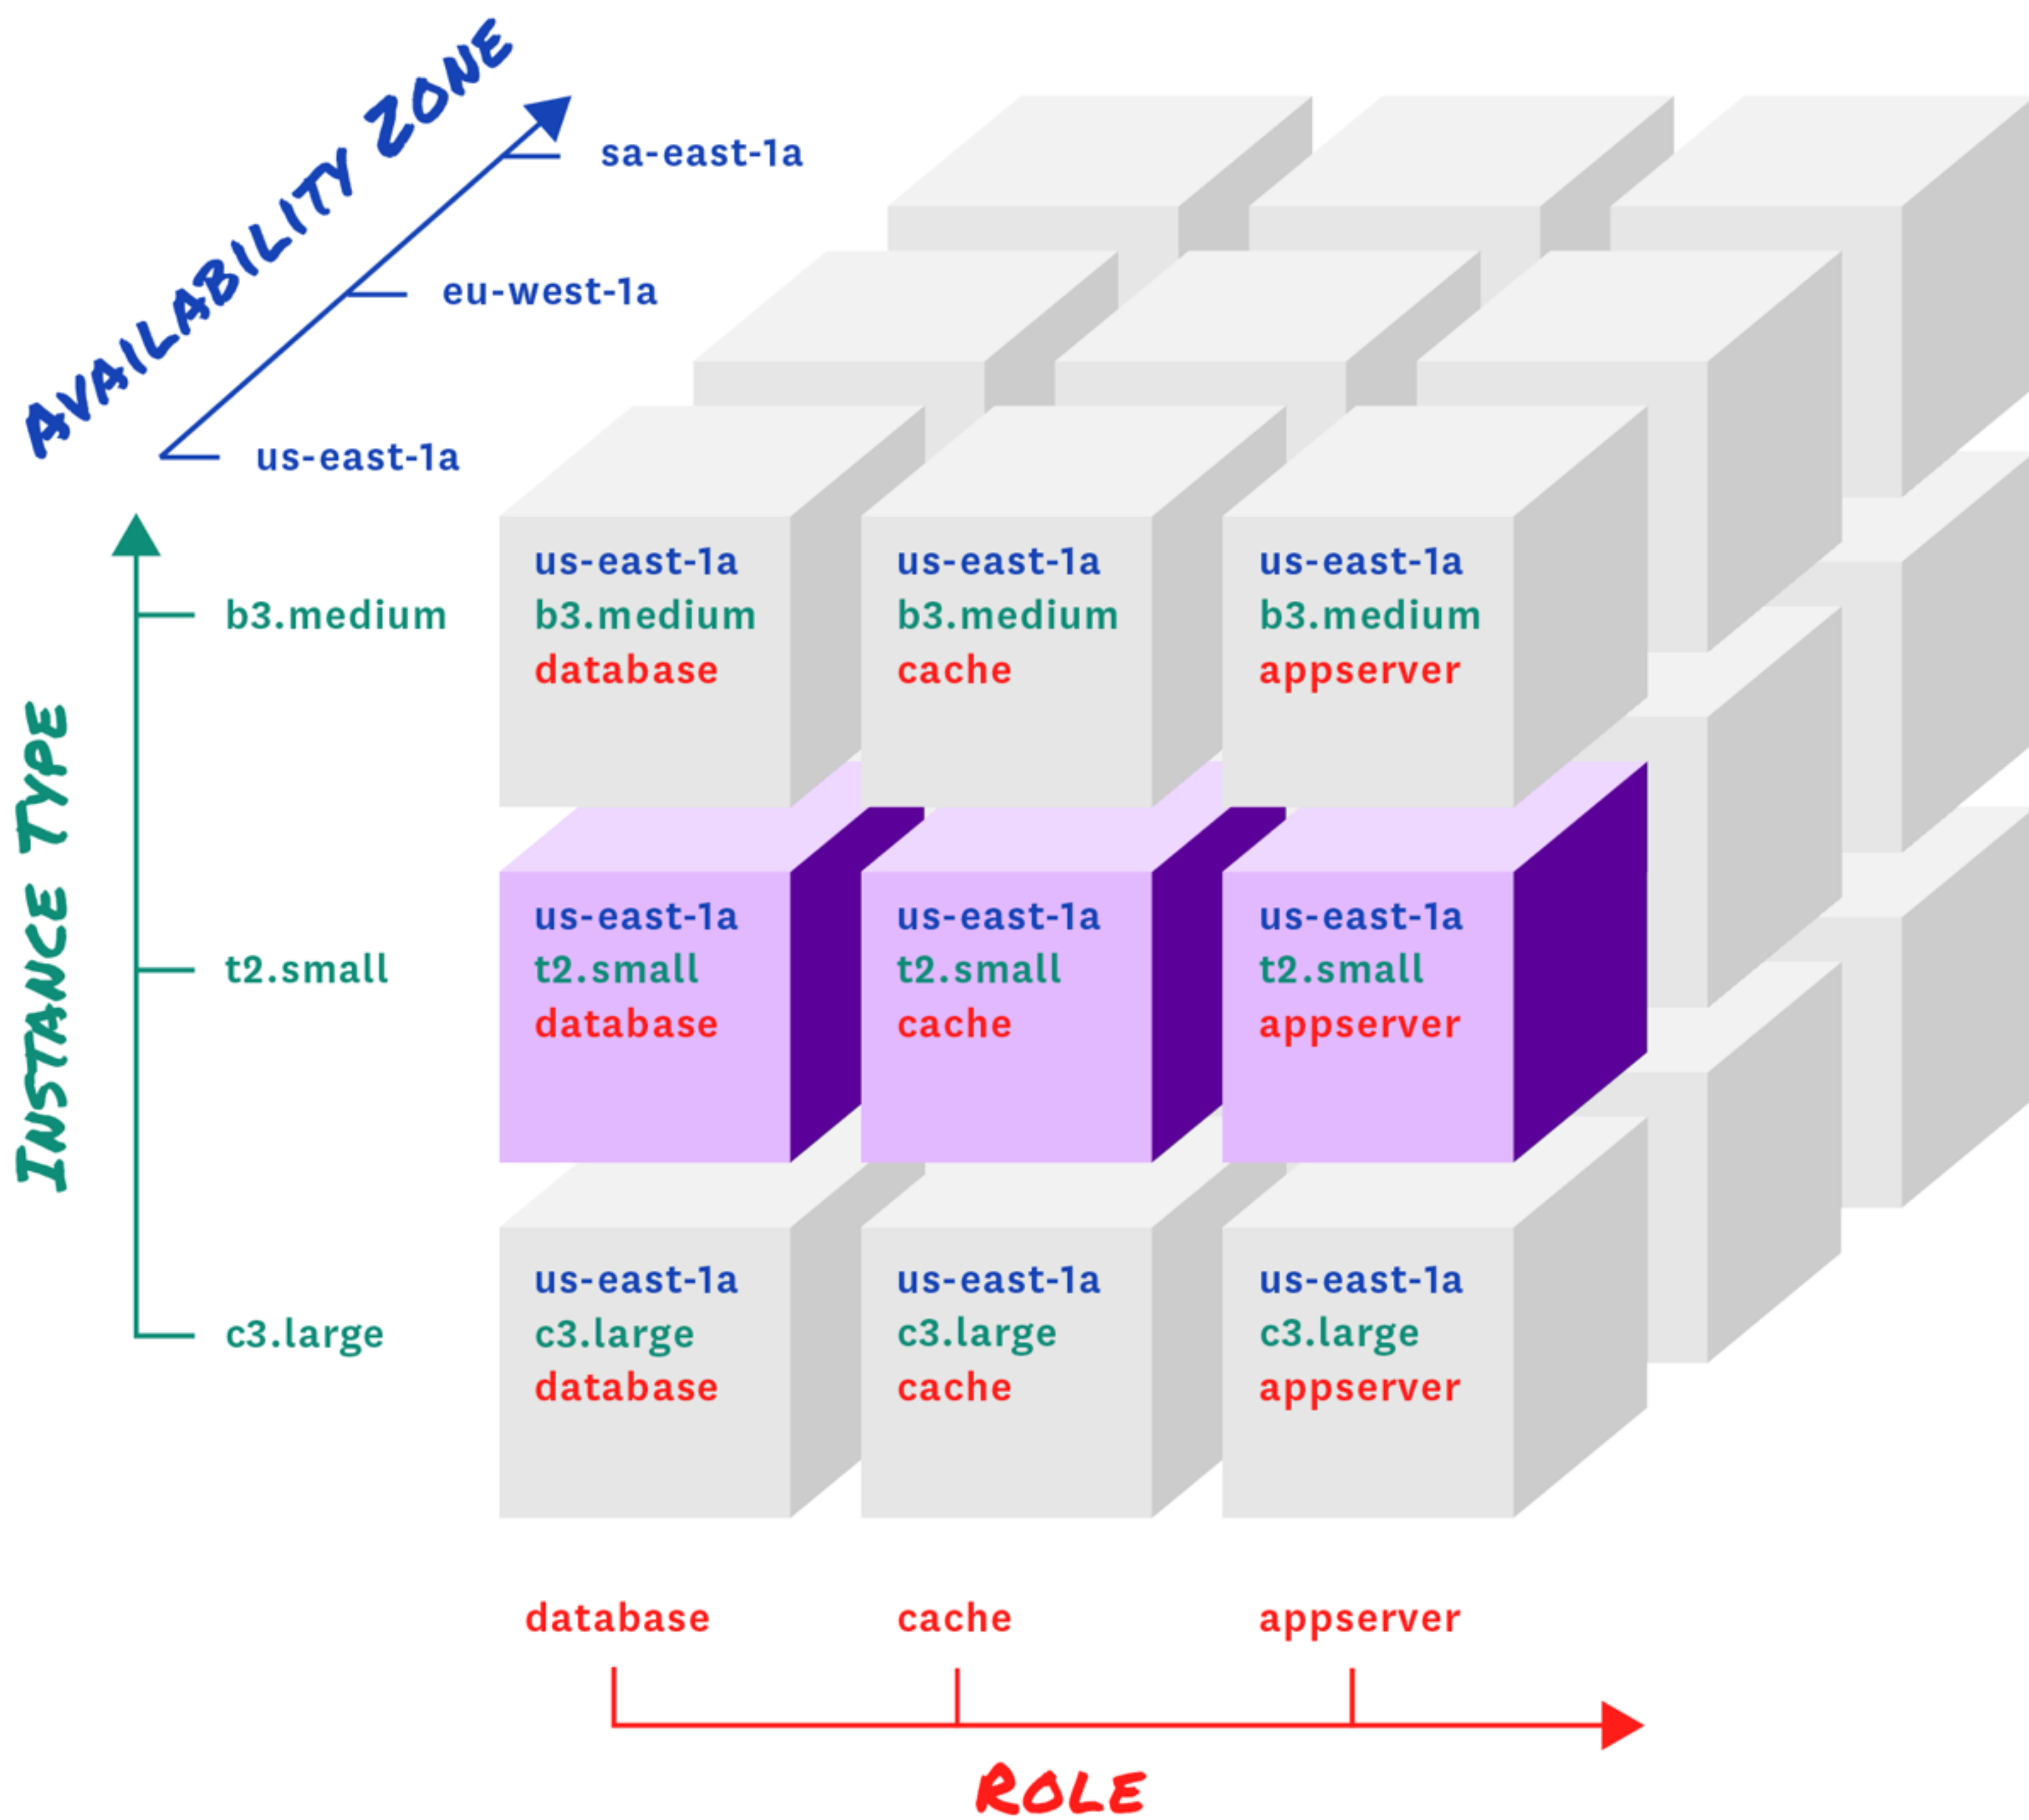 AVAILABILITY ZONE
sa-east-1a
eu-west-1a
us-east-1a
INSTANCE TYPE
b3.medium
t2.small
c3.large
us-east-1a
b3.medium
database
us-east-1a
b3.medium
cache
us-east-1a
b3.medium
appserver
us-east-1a
t2.small
database
us-east-1a
t2.small
cache
us-east-1a
t2.small
appserver
us-east-1a
c3.large
database
us-east-1a
c3.large
cache
us-east-1a
c3.large
appserver
database
cache
appserver
ROLE